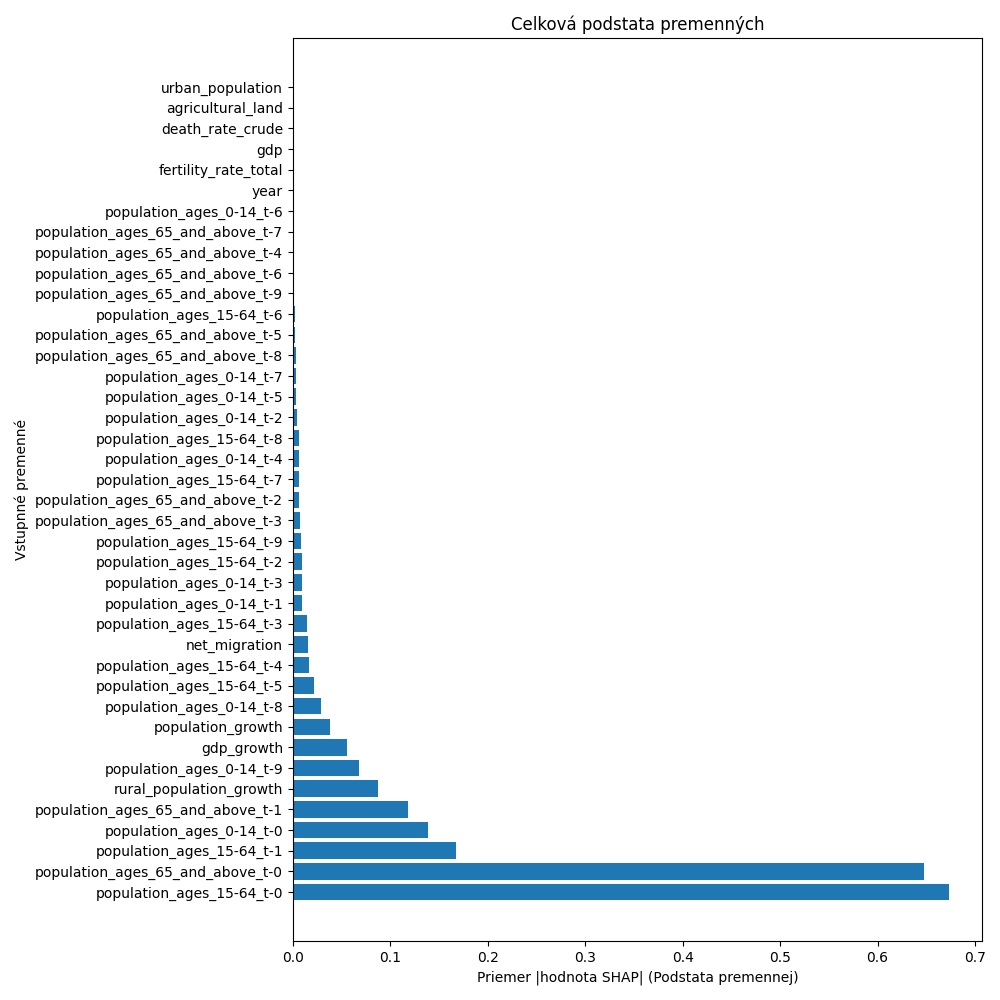 Celková podstata premenných
Vstupnné premenné
urban_population
agricultural_land
death_rate_crude
gdp
fertility_rate_total
year
population_ages_0-14_t-6
population_ages_65_and_above_t-7
population_ages_65_and_above_t-4
population_ages_65_and_above_t-6
population_ages_65_and_above_t-9
population_ages_15-64_t-6
population_ages_65_and_above_t-5
population_ages_65_and_above_t-8
population_ages_0-14_t-7
population_ages_0-14_t-5
population_ages_0-14_t-2
population_ages_15-64_t-8
population_ages_0-14_t-4
population_ages_15-64_t-7
population_ages_65_and_above_t-2
population_ages_65_and_above_t-3
population_ages_15-64_t-9
population_ages_15-64_t-2
population_ages_0-14_t-3
population_ages_0-14_t-1
population_ages_15-64_t-3
net_migration
population_ages_15-64_t-4
population_ages_15-64_t-5
population_ages_0-14_t-8
population_growth
gdp_growth
population_ages_0-14_t-9
rural_population_growth
population_ages_65_and_above_t-1
population_ages_0-14_t-0
population_ages_15-64_t-1
population_ages_65_and_above_t-0
population_ages_15-64_t-0
0.0 0.1 0.2 0.3 0.4 0.5 0.6 0.7
Priemer |hodnota SHAP| (Podstata premennej)